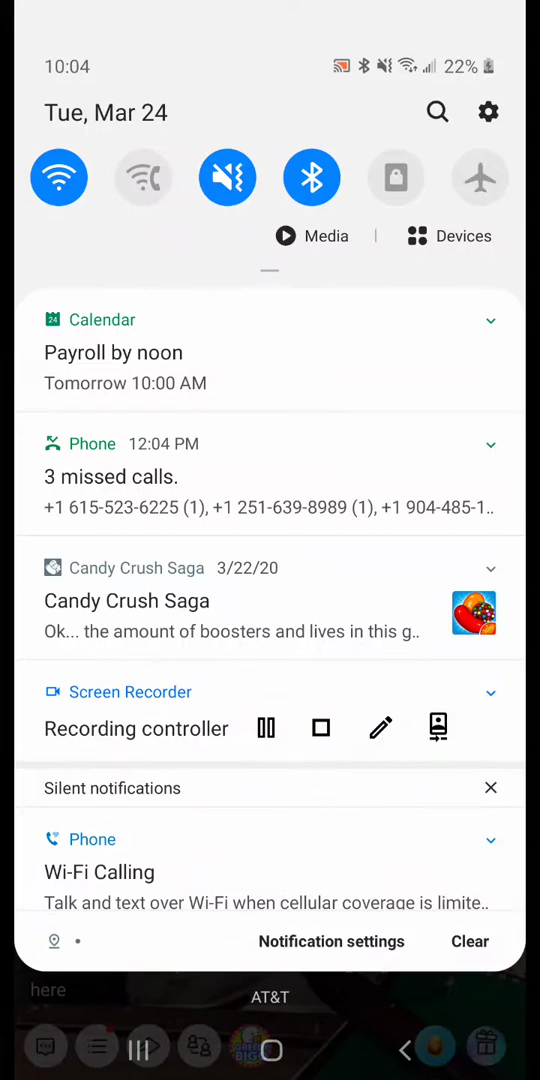 10:04
22%
Tue, Mar 24
Media | Devices
24 Calendar
Payroll by noon
Tomorrow 10:00 AM
Phone 12:04 PM
3 missed calls.
+1 615-523-6225 (1), +1 251-639-8989 (1), +1 904-485-1..
Candy Crush Saga 3/22/20
Candy Crush Saga
Ok... the amount of boosters and lives in this g..
Screen Recorder
Recording controller
Silent notifications
Phone
Wi-Fi Calling
Talk and text over Wi-Fi when cellular coverage is limite..
Notification settings Clear
here
AT&T